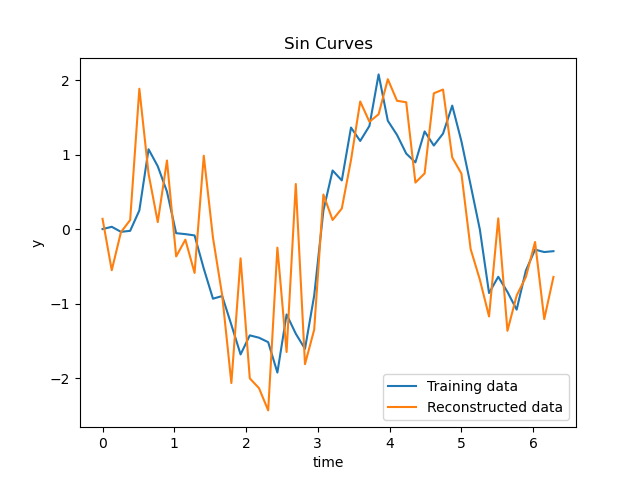 Sin Curves
2
1
0
−1
−2
y
0 1 2 3 4 5 6
time
Training data
Reconstructed data